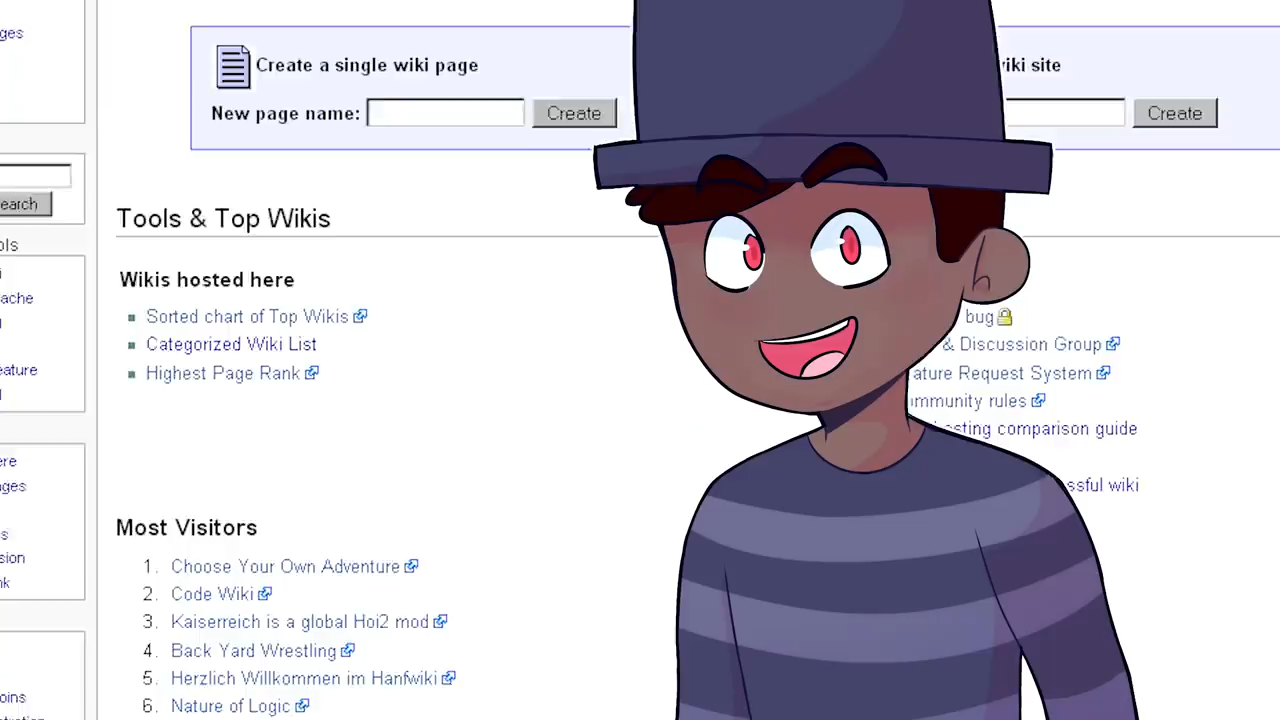 ges
Create a single wiki page
iki site
New page name:
Create
Create
earch
Tools & Top Wikis
ols
Wikis hosted here
ache
Sorted chart of Top Wikis
bug
Categorized Wiki List
& Discussion Group
eature
Highest Page Rank
ature Request System
mmunity rules
osting comparison guide
ere
ges
ssful wiki
Most Visitors
s
sion
1. Choose Your Own Adventure
nk
2. Code Wiki
3. Kaiserreich is a global Hoi2 mod
4. Back Yard Wrestling
5. Herzlich Willkommen im Hanfwiki
oins
6. Nature of Logic